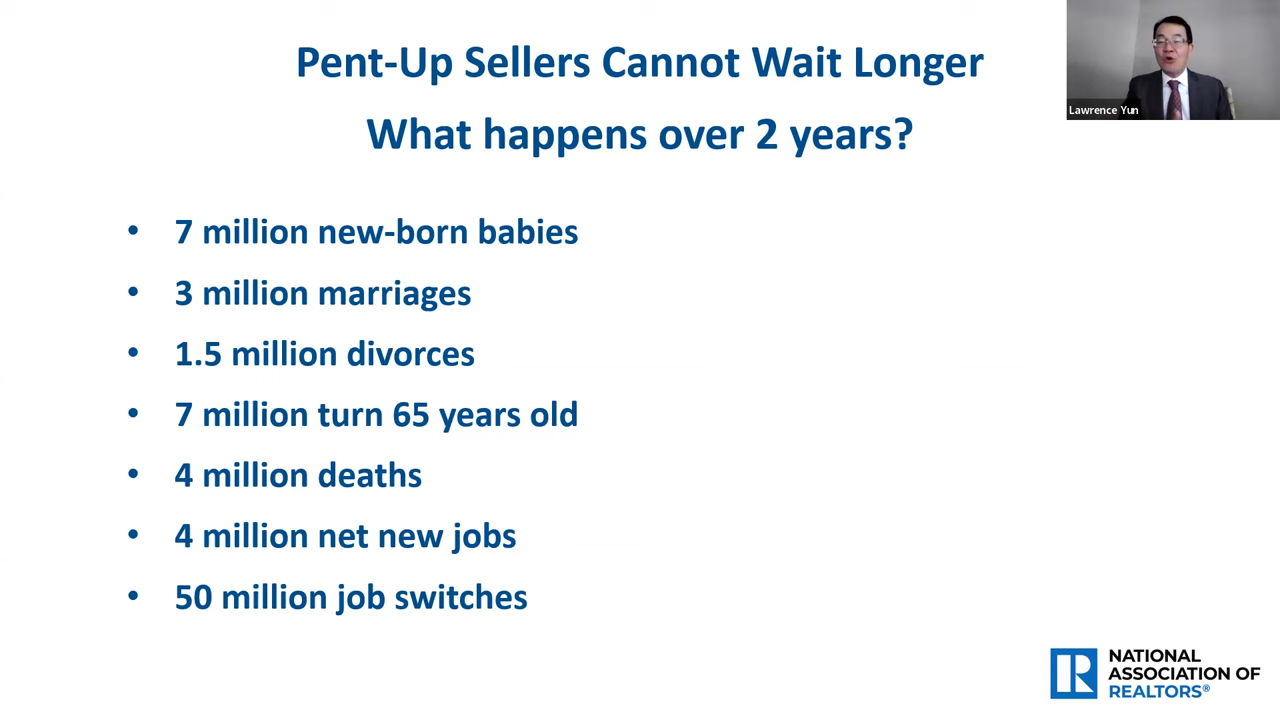 Pent-Up Sellers Cannot Wait Longer
What happens over 2 years?
Lawrence Yun
• 7 million new-born babies
• 3 million marriages
• 1.5 million divorces
• 7 million turn 65 years old
• 4 million deaths
• 4 million net new jobs
• 50 million job switches
NATIONAL
ASSOCIATION OF
REALTORS®